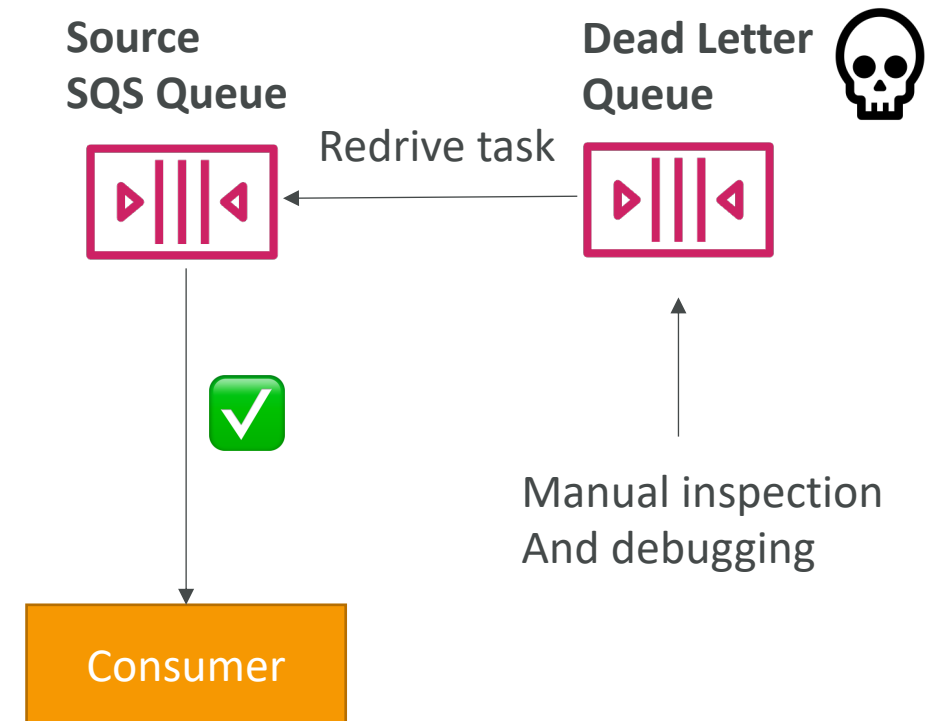 Source
SQS Queue
Dead Letter
Queue
Redrive task
Manual inspection
And debugging
Consumer